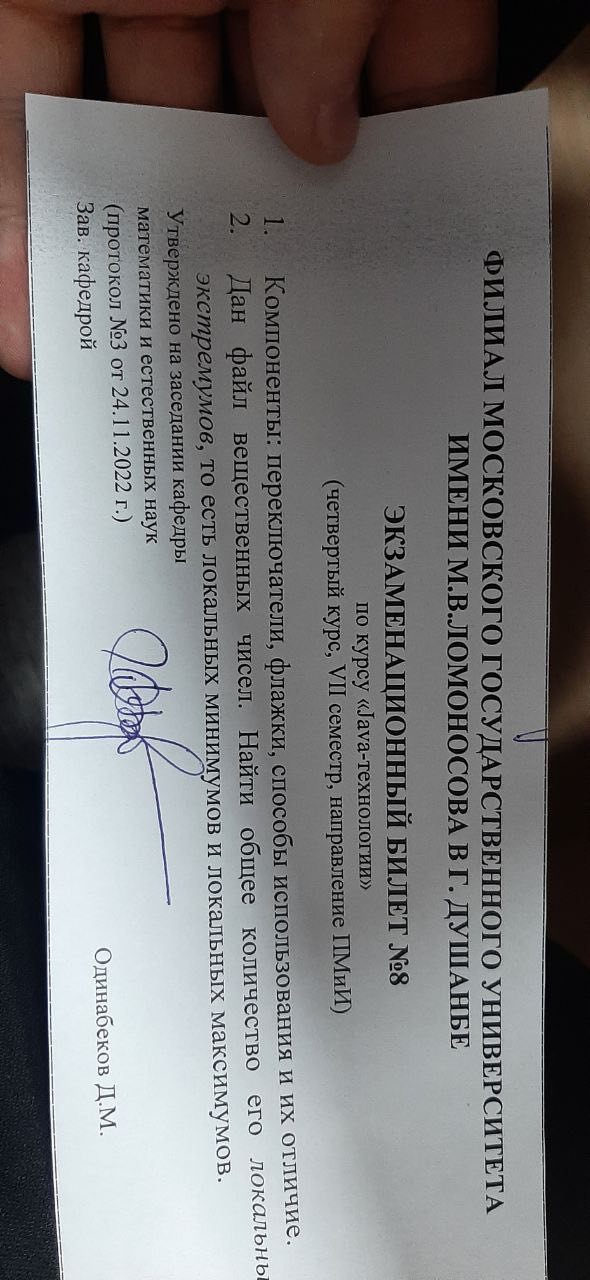 ФИЛИАЛ МОСКОВСКОГО ГОСУДАРСТВЕННОГО УНИВЕРСИТЕТА
ИМЕНИ М.В.ЛОМОНОСОВА В Г. ДУШАНБЕ
ЭКЗАМЕНАЦИОННЫЙ БИЛЕТ №8
по курсу «Java-технологии»
(четвертый курс, VII семестр, направление ПМиИ)
1. Компоненты: переключатели, флажки, способы использования и их отличие.
2. Дан файл вещественных чисел. Найти общее количество его локальны
экстремумов, то есть локальных минимумов и локальных максимумов.
Утверждено на заседании кафедры
математики и естественных наук
(протокол №3 от 24.11.2022 г.)
Зав. кафедрой Одинабеков Д.М.